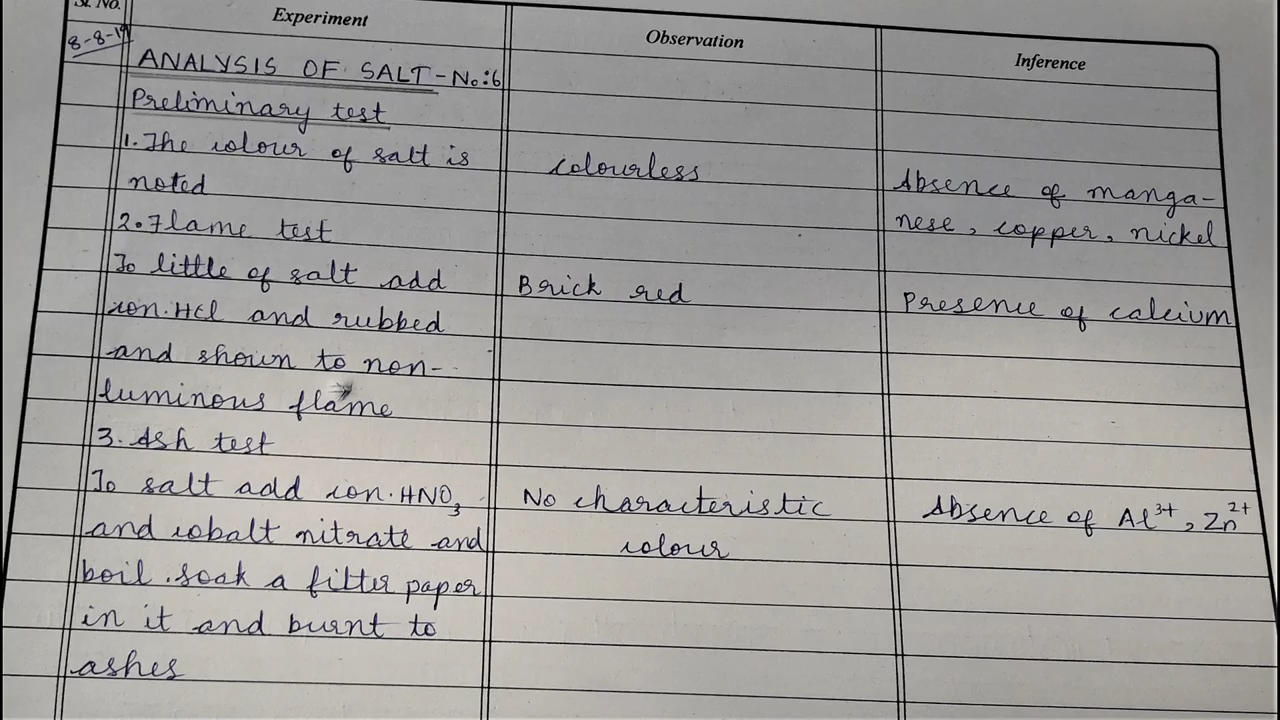 Sl. No.
Experiment
Observation
Inference
8-8-19
ANALYSIS OF SALT - No:6
Preliminary test
1. The colour of salt is
noted
colourless
Absence of manga-
nese, copper, nickel
2. Flame test
To little of salt add
con. HCl and rubbed
and shown to non-
luminous flame
Brick red
Presence of calcium
3. Ash test
To salt add con. HNO₃
and cobalt nitrate and
boil. soak a filter paper
in it and burnt to
ashes
No characteristic
colour
Absence of Al³⁺, Zn²⁺